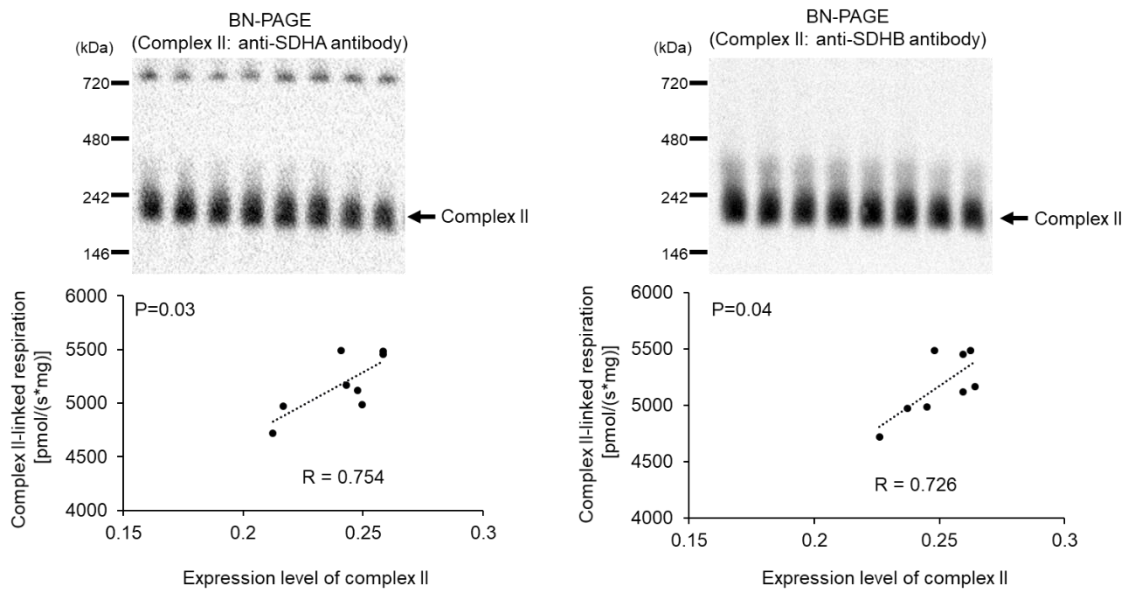 BN-PAGE
(Complex II: anti-SDHA antibody)
(kDa)
720
480
242
146
Complex II
6000
5500
5000
4500
4000
P=0.03
R = 0.754
0.15
0.2
0.25
0.3
Complex II-linked respiration
[pmol/(s*mg)]
Expression level of complex II
BN-PAGE
(Complex II: anti-SDHB antibody)
(kDa)
720
480
242
146
Complex II
6000
5500
5000
4500
4000
P=0.04
R = 0.726
0.15
0.2
0.25
0.3
Complex II-linked respiration
[pmol/(s*mg)]
Expression level of complex II